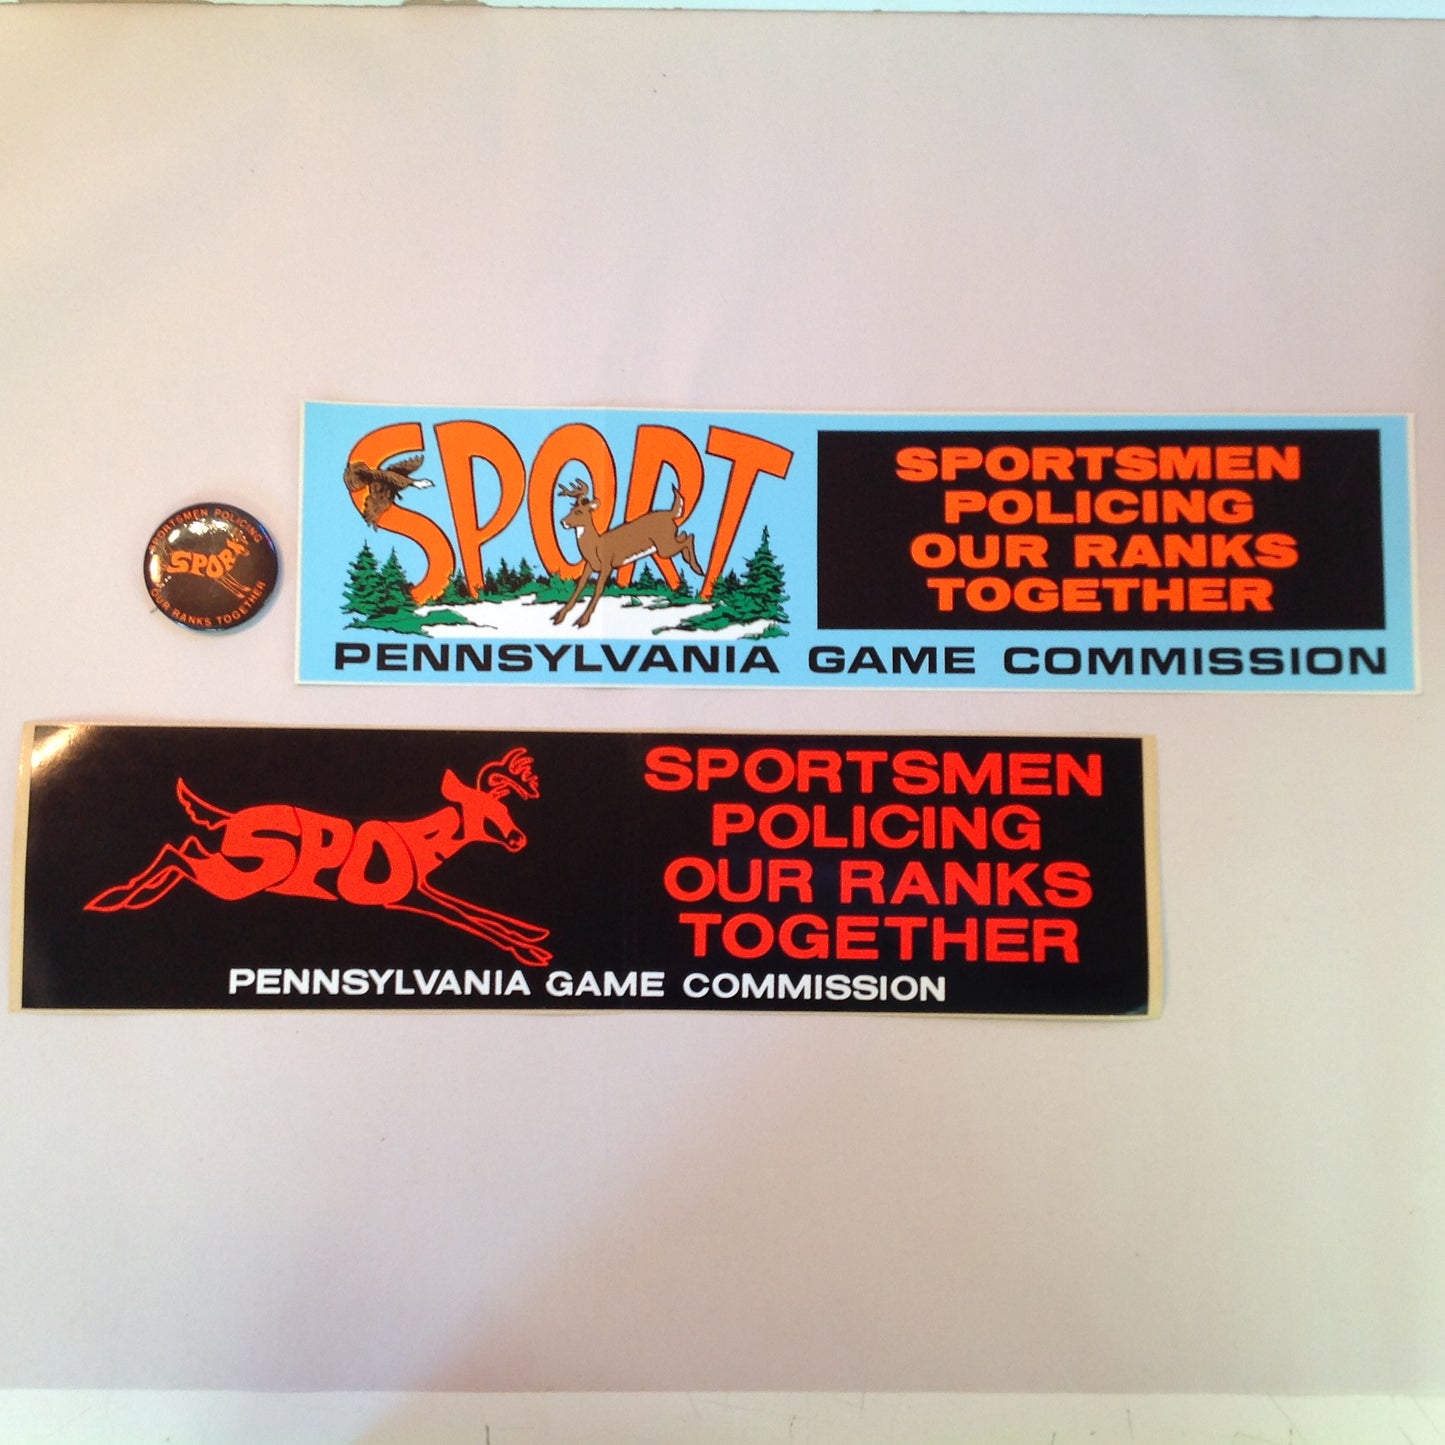 SPORT
SPORTSMEN
POLICING
OUR RANKS
TOGETHER
PENNSYLVANIA GAME COMMISSION
SPORTSMEN POLICING
SPORT
OUR RANKS TOGETHER
SPORT
SPORTSMEN
POLICING
OUR RANKS
TOGETHER
PENNSYLVANIA GAME COMMISSION